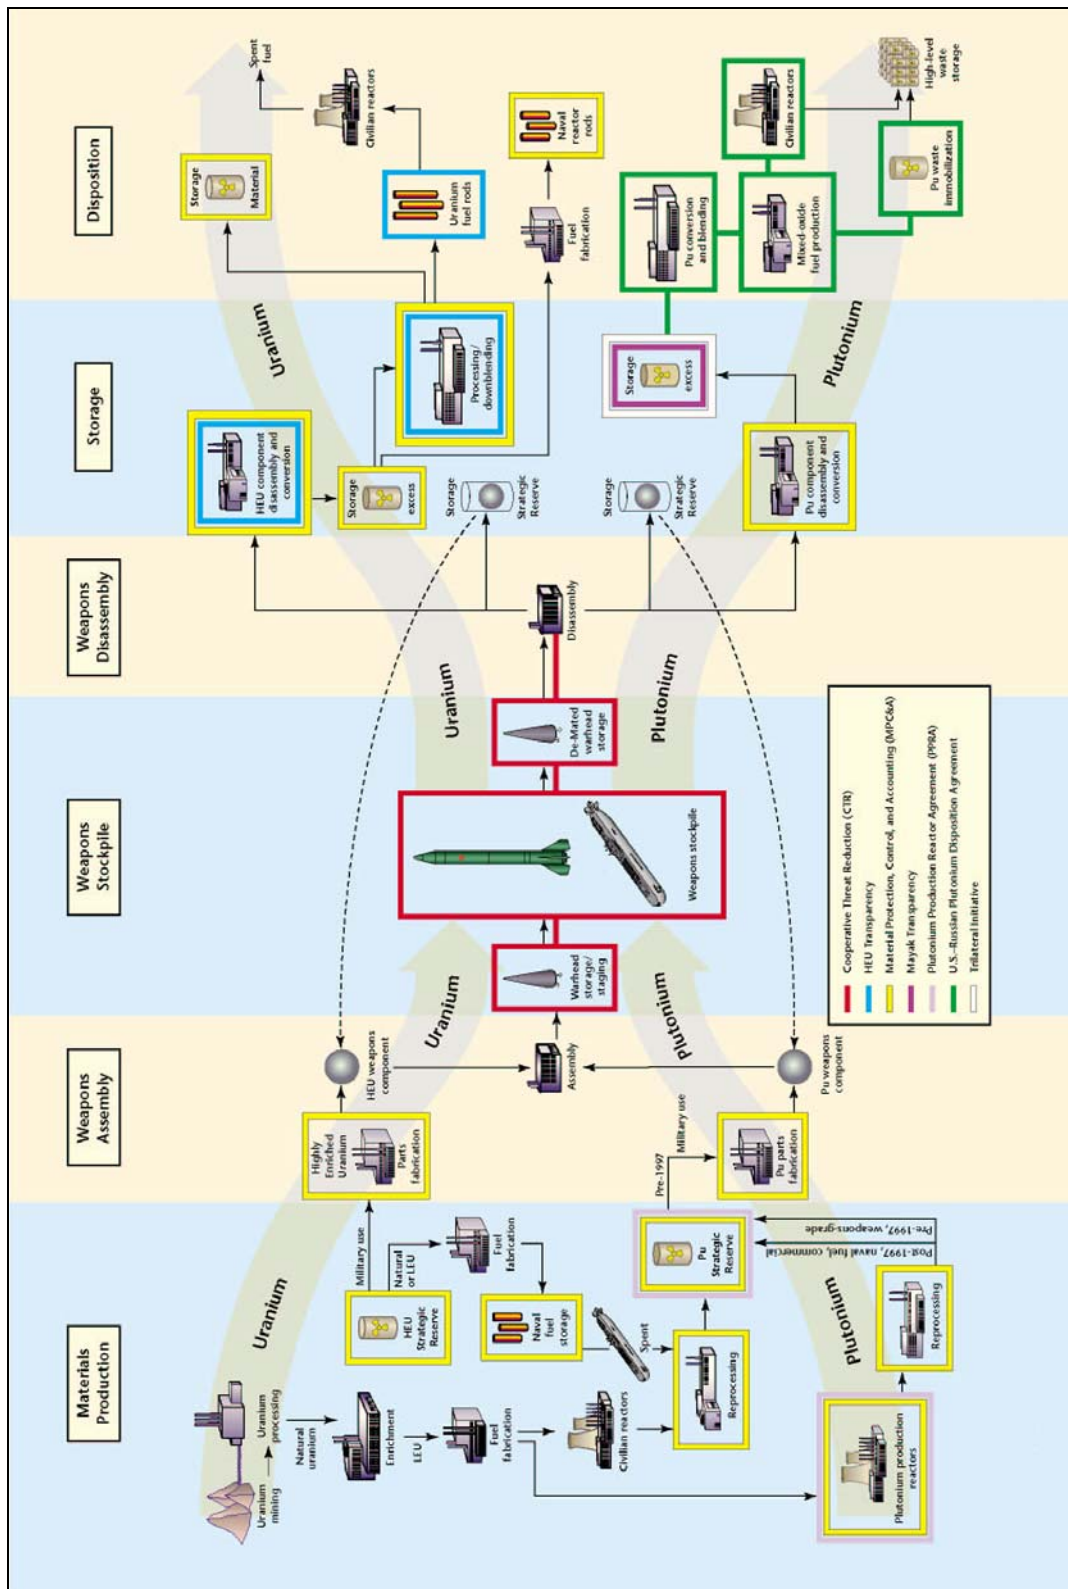 Materials
Production
Weapons
Assembly
Weapons
Stockpile
Weapons
Disassembly
Storage
Disposition
Uranium
mining
Uranium
processing
Natural
uranium
Enrichment
LEU
Fuel
fabrication
Civilian reactors
Uranium
Military use
Natural
or LEU
HEU
Strategic
Reserve
Fuel
fabrication
Naval
fuel
storage
Spent
Reprocessing
Pu
Strategic
Reserve
Plutonium
Plutonium production
reactors
Reprocessing
Post-1997, naval fuel, commercial
Pre-1997, weapons-grade
Highly
Enriched
Uranium
Parts
fabrication
HEU weapons
component
Uranium
Assembly
Plutonium
Pre-1997
Military use
Pu parts
fabrication
Pu weapons
component
Warhead
storage/
staging
Weapons stockpile
De-Mated
warhead
storage
Uranium
Plutonium
Disassembly
HEU component
disassembly and
conversion
Storage
excess
Storage
Strategic
Reserve
Storage
Strategic
Reserve
Pu component
disassembly and
conversion
Uranium
Processing/
downblending
Storage
excess
Plutonium
Storage
Material
Spent
fuel
Civilian reactors
Uranium
fuel rods
Fuel
fabrication
Naval
reactor
rods
Pu conversion
and blending
Mixed-oxide
fuel production
Civilian reactors
Pu waste
immobilization
High-level
waste
storage
Cooperative Threat Reduction (CTR)
HEU Transparency
Material Protection, Control, and Accounting (MPC&A)
Mayak Transparency
Plutonium Production Reactor Agreement (PPRA)
U.S.–Russian Plutonium Disposition Agreement
Trilateral Initiative